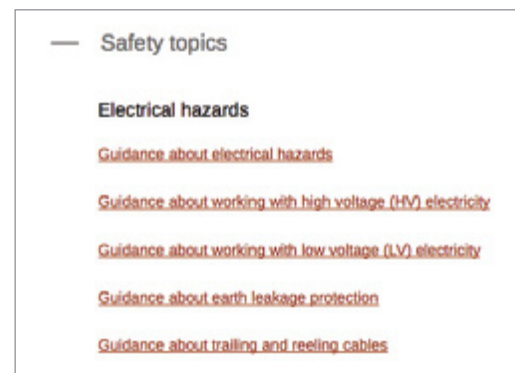 — Safety topics
Electrical hazards
Guidance about electrical hazards
Guidance about working with high voltage (HV) electricity
Guidance about working with low voltage (LV) electricity
Guidance about earth leakage protection
Guidance about trailing and reeling cables